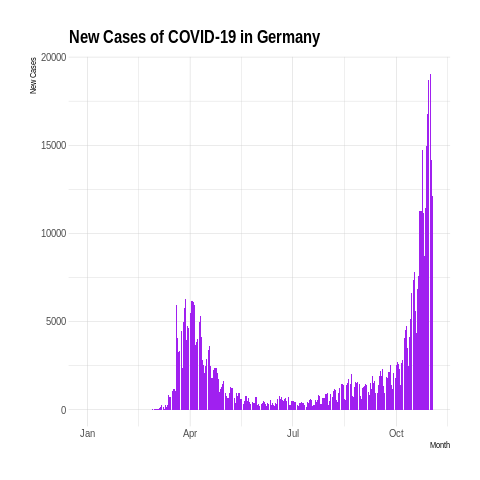 New Cases of COVID-19 in Germany
New Cases
20000
15000
10000
5000
0
Jan Apr Jul Oct
Month